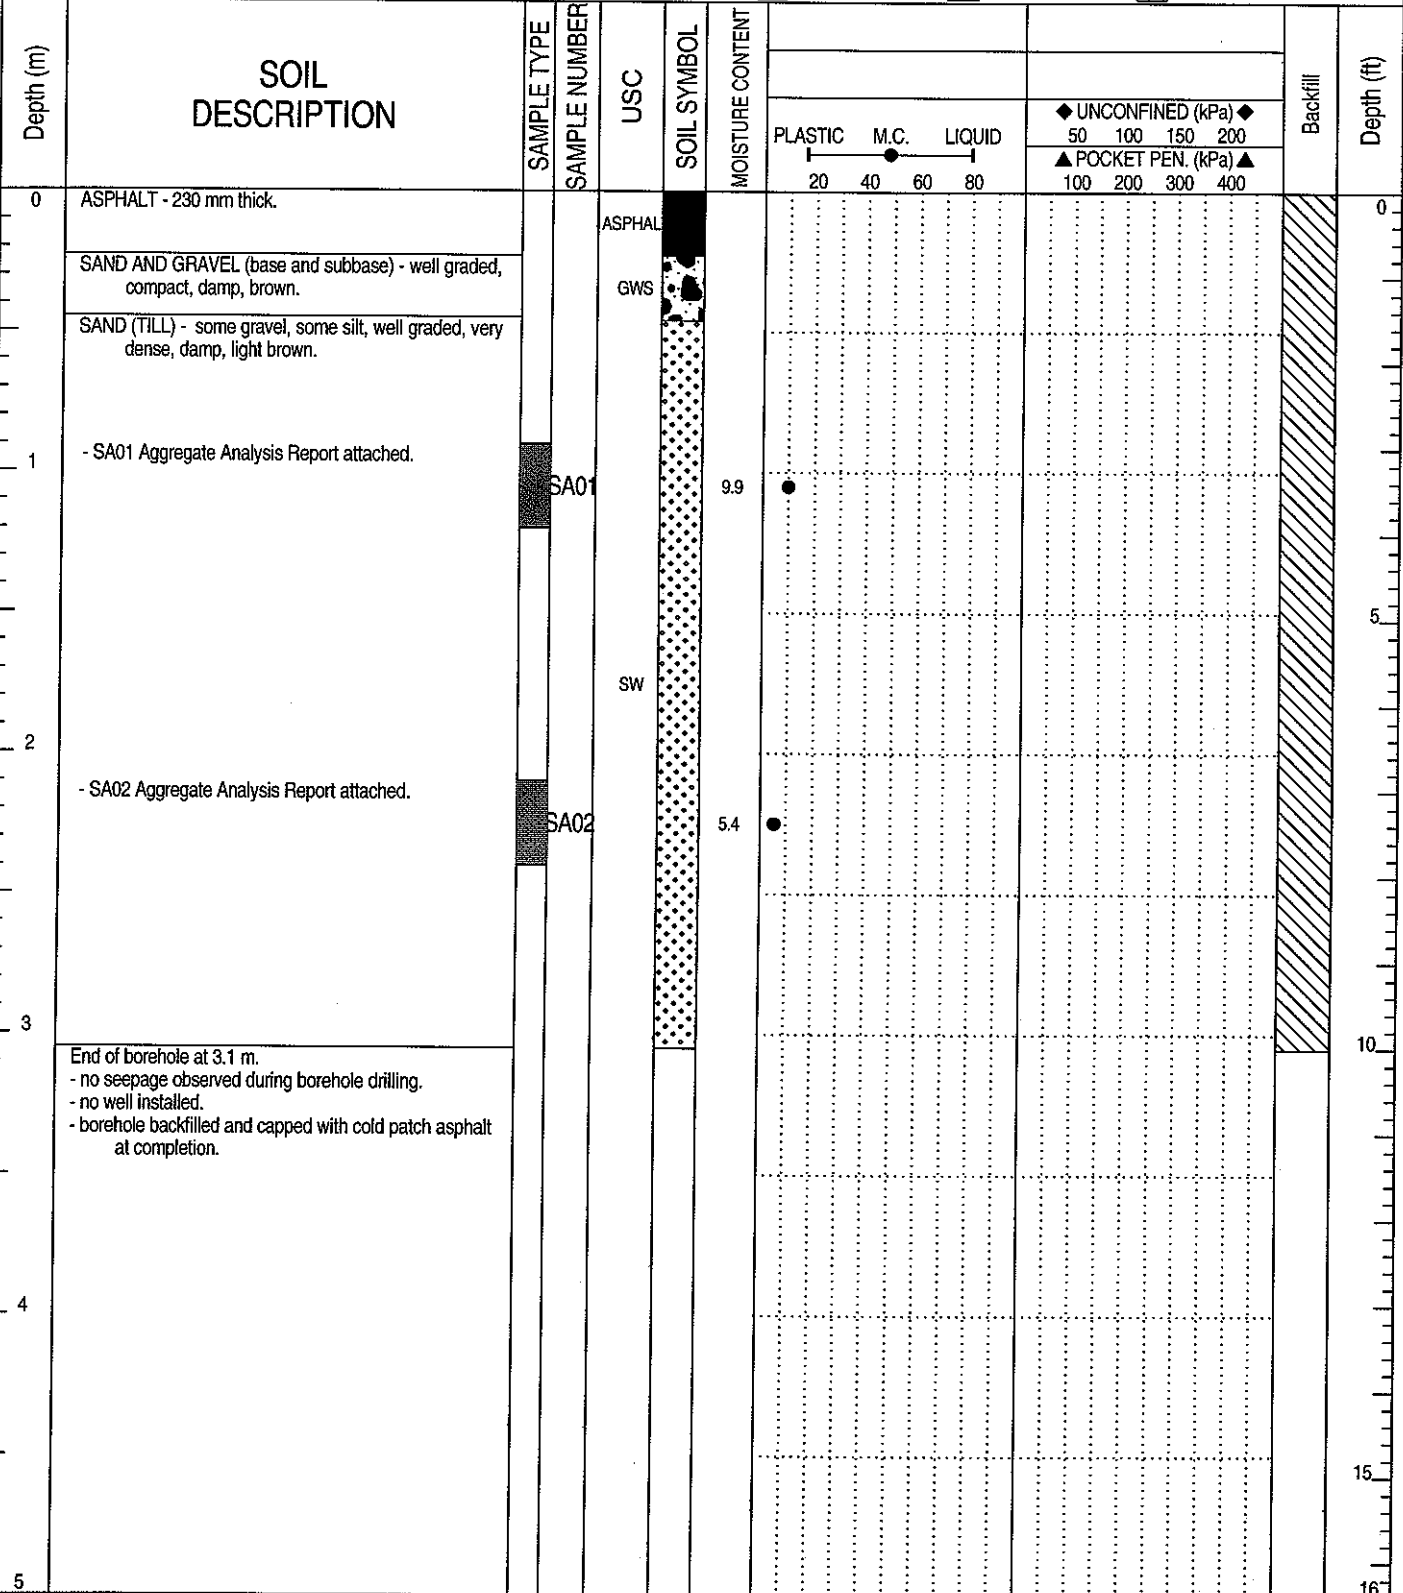 Depth (m)
SOIL
DESCRIPTION
SAMPLE TYPE
SAMPLE NUMBER
USC
SOIL SYMBOL
MOISTURE CONTENT
PLASTIC M.C. LIQUID
20 40 60 80
◆ UNCONFINED (kPa) ◆
50 100 150 200
▲ POCKET PEN. (kPa) ▲
100 200 300 400
Backfill
Depth (ft)
0
ASPHALT - 230 mm thick.
ASPHAL
0
SAND AND GRAVEL (base and subbase) - well graded,
compact, damp, brown.
GWS
SAND (TILL) - some gravel, some silt, well graded, very
dense, damp, light brown.
1
- SA01 Aggregate Analysis Report attached.
SA01
9.9
5
SW
2
- SA02 Aggregate Analysis Report attached.
SA02
5.4
3
End of borehole at 3.1 m.
- no seepage observed during borehole drilling.
- no well installed.
- borehole backfilled and capped with cold patch asphalt
at completion.
10
4
15
5
16